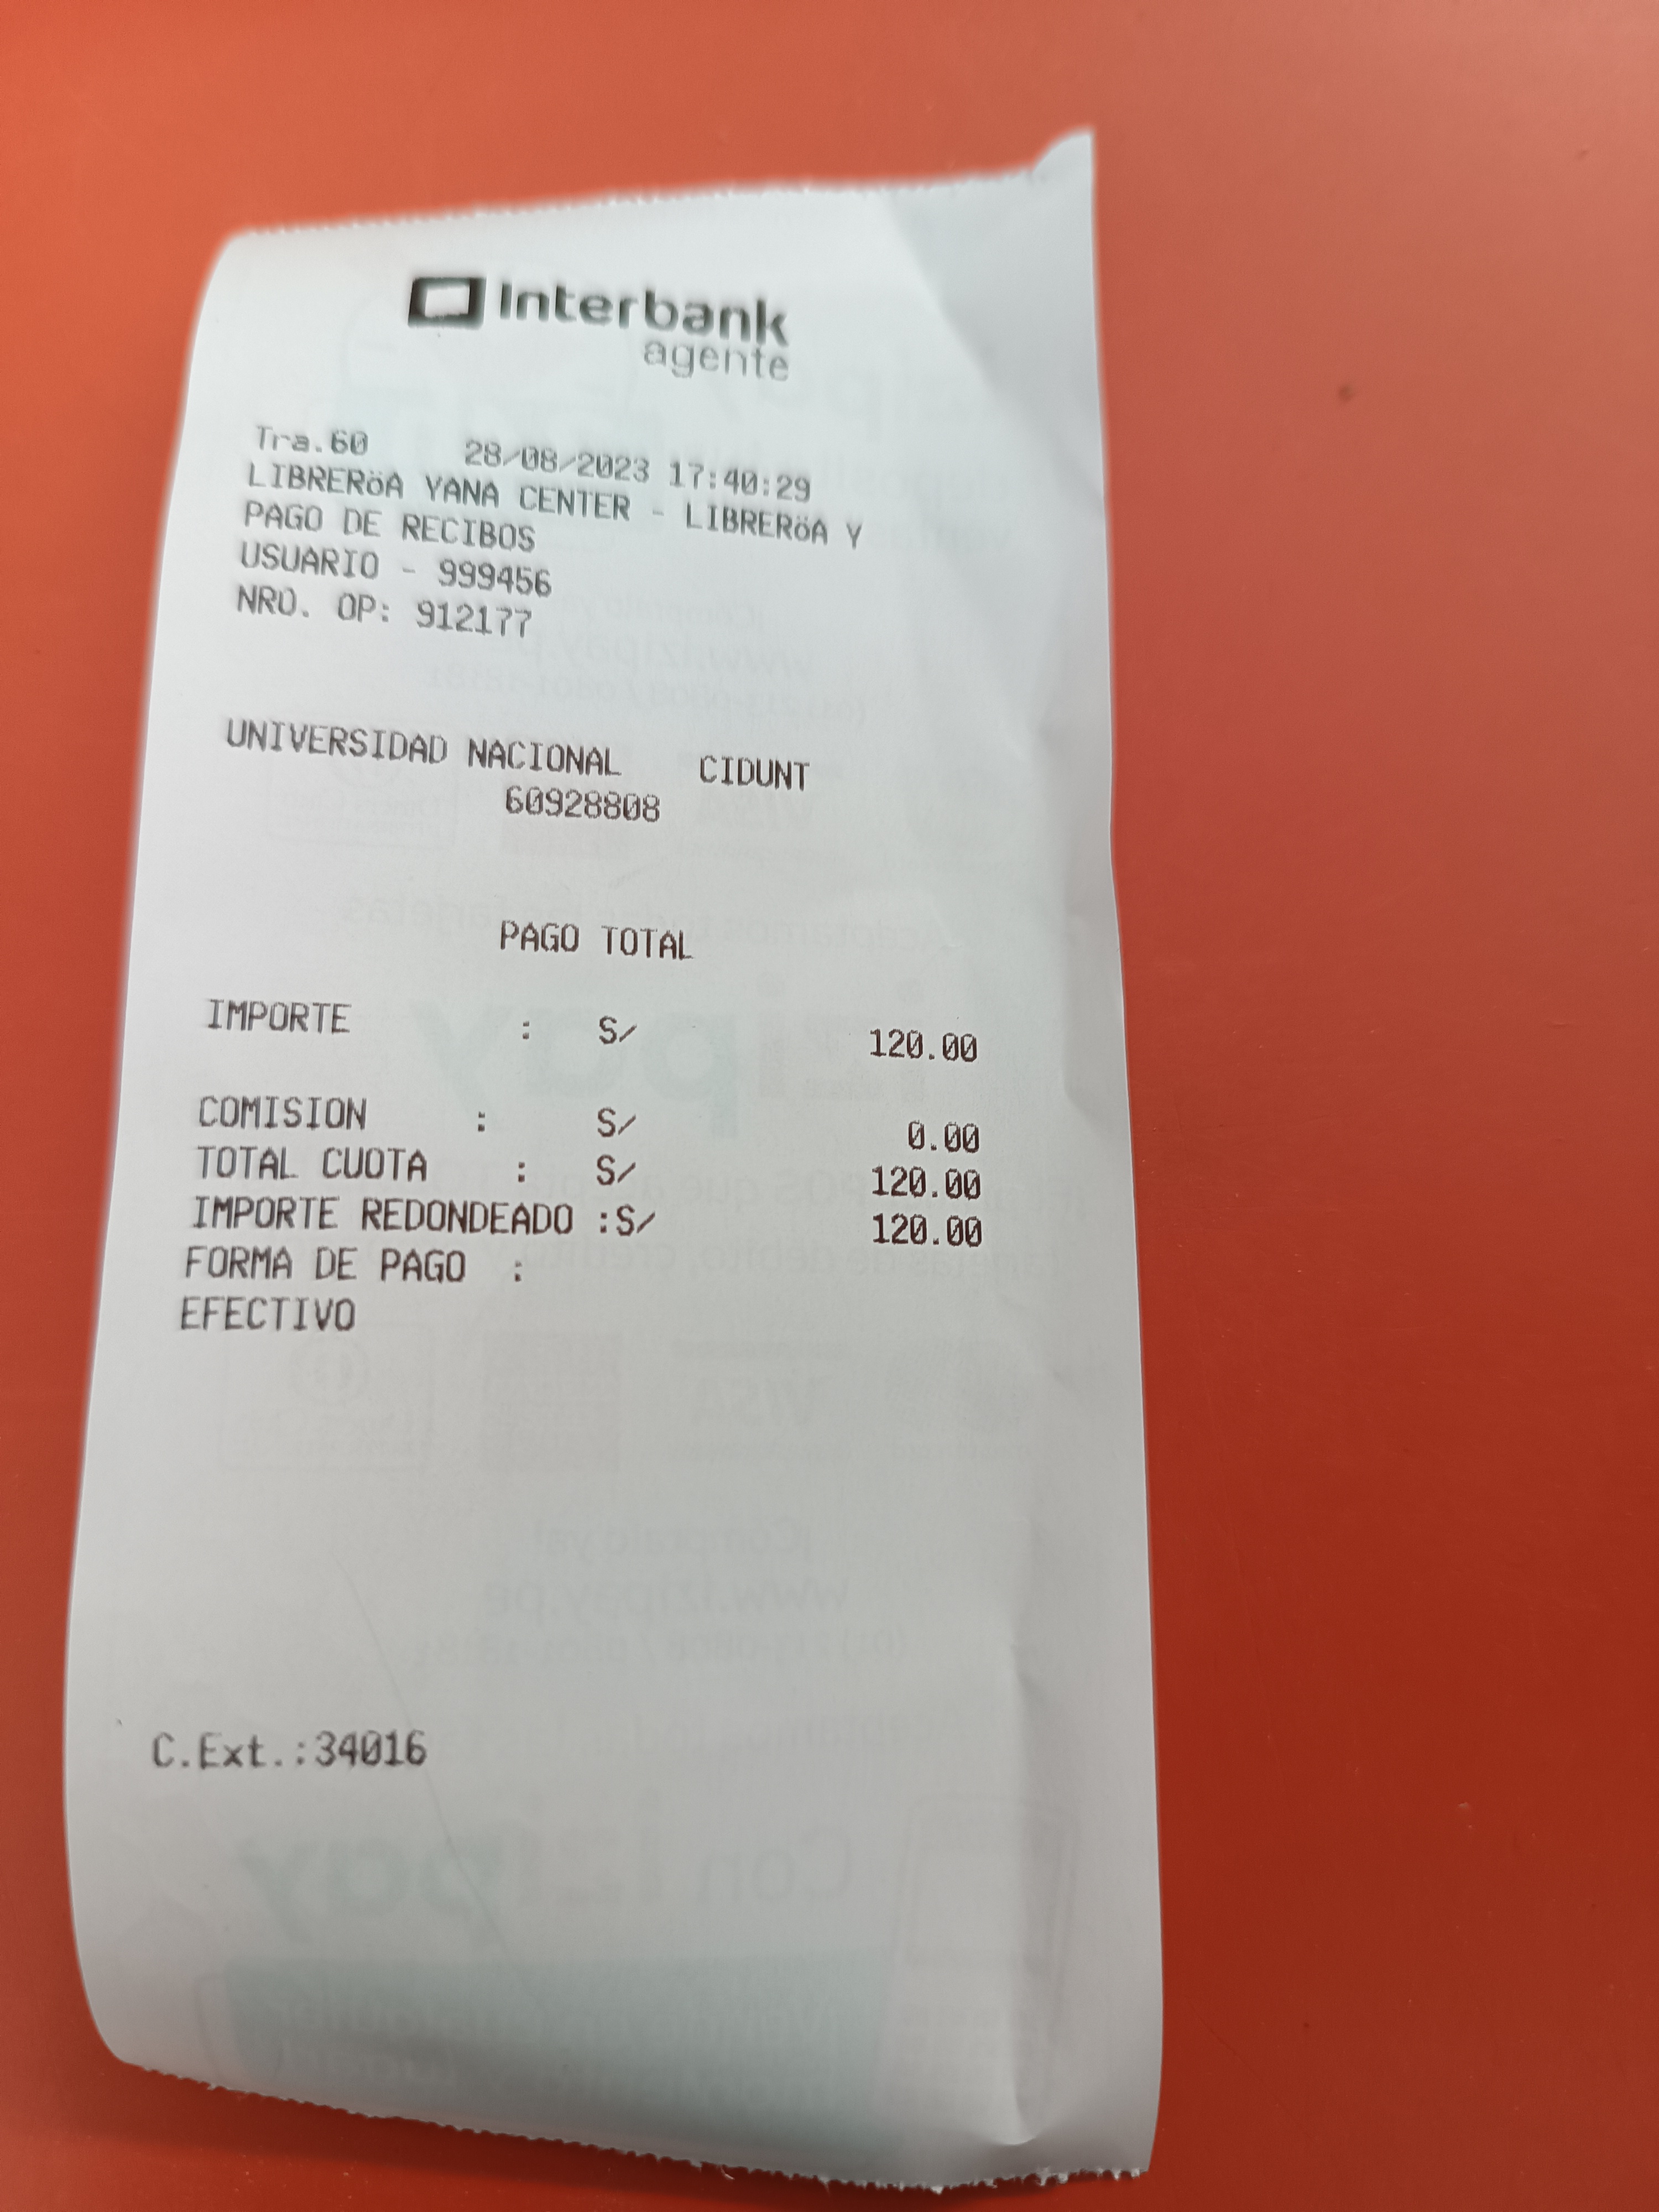 Interbank
agente
Tra.60 28/08/2023 17:40:29
LIBRERöA YANA CENTER - LIBRERöA Y
PAGO DE RECIBOS
USUARIO - 999456
NRO. OP: 912177
UNIVERSIDAD NACIONAL CIDUNT
60928808
PAGO TOTAL
IMPORTE : S/ 120.00
COMISION : S/ 0.00
TOTAL CUOTA : S/ 120.00
IMPORTE REDONDEADO :S/ 120.00
FORMA DE PAGO :
EFECTIVO
C.Ext.:34016